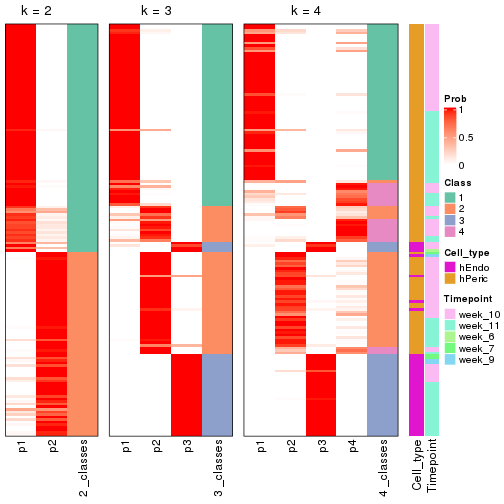 k = 2
k = 3
k = 4
p1
p2
2_classes
p1
p2
p3
3_classes
p1
p2
p3
p4
4_classes
Cell_type
Timepoint
Prob
1
0.5
0
Class
1
2
3
4
Cell_type
hEndo
hPeric
Timepoint
week_10
week_11
week_6
week_7
week_9